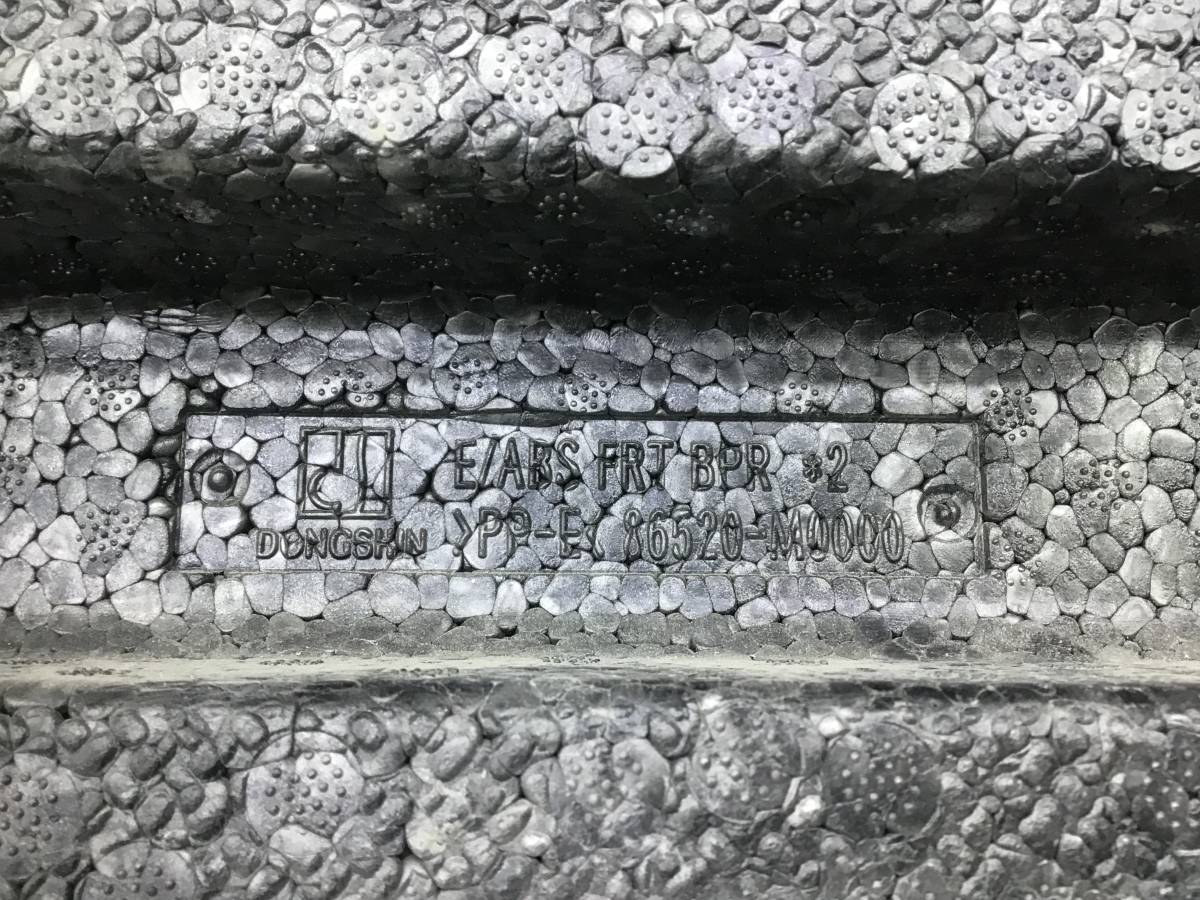 E/ABS FRT BPR #2
DONGSHIN >PP-E< 86520-M0000